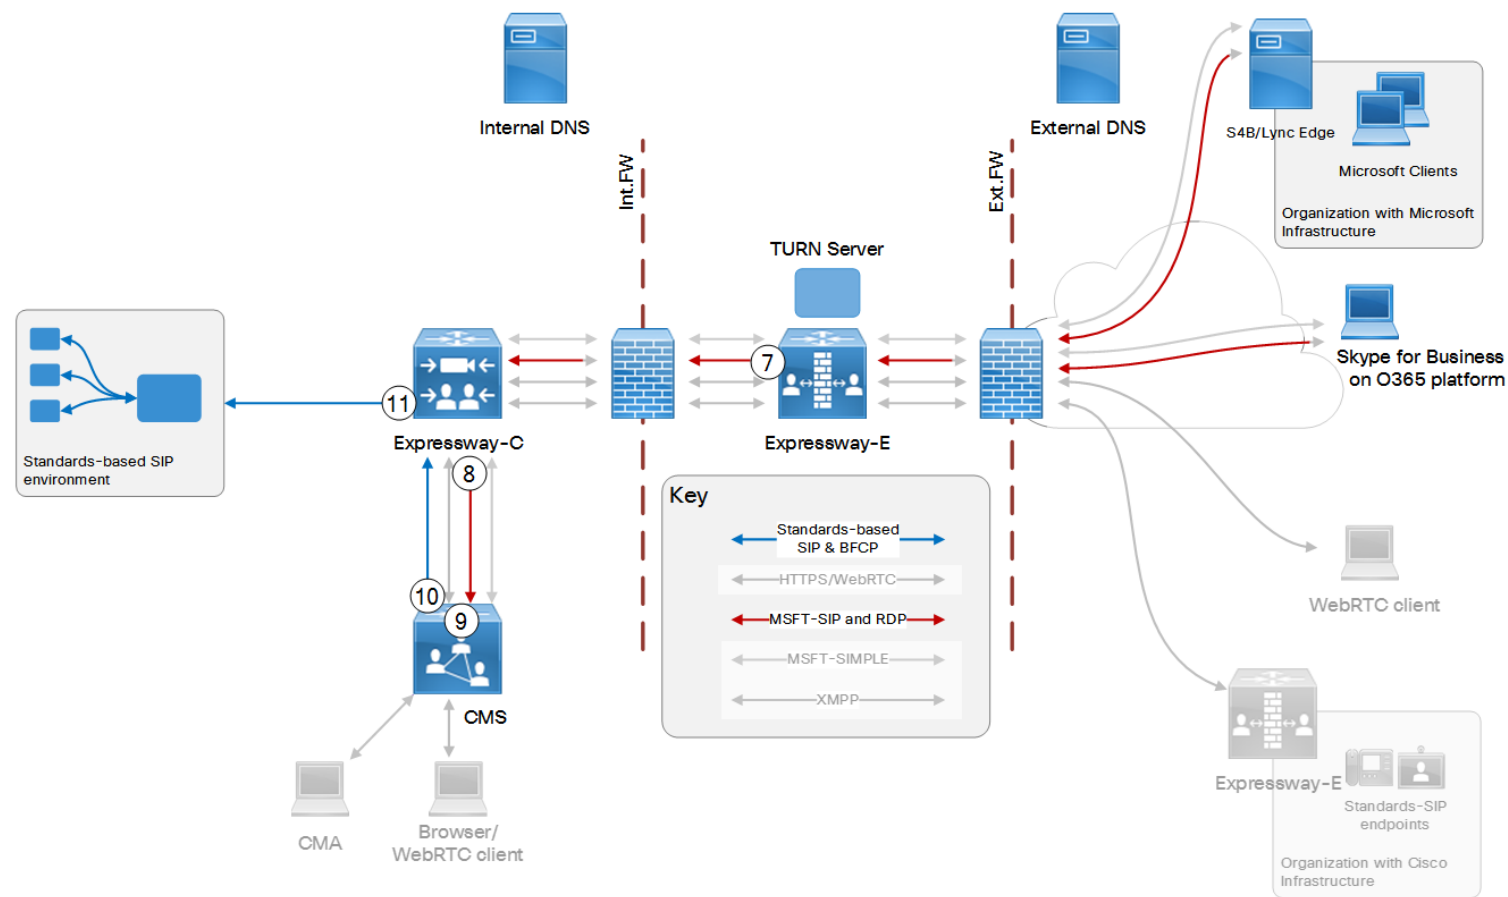 Internal DNS
External DNS
S4B/Lync Edge
Microsoft Clients
Organization with Microsoft
Infrastructure
Int.FW
Ext.FW
TURN Server
Skype for Business
on O365 platform
7
11
Expressway-C
Expressway-E
Standards-based SIP
environment
8
Key
Standards-based
SIP & BFCP
HTTPS/WebRTC
MSFT-SIP and RDP
MSFT-SIMPLE
XMPP
10
9
CMS
WebRTC client
CMA
Browser/
WebRTC client
Expressway-E
Standards-SIP
endpoints
Organization with Cisco
Infrastructure